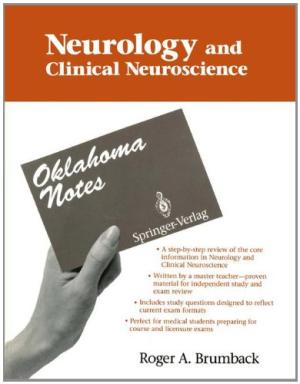 Neurology and
Clinical Neuroscience
Oklahoma
Notes
Springer-Verlag
• A step-by-step review of the core
information in Neurology and
Clinical Neuroscience
• Written by a master teacher—proven
material for independent study and
exam review
• Includes study questions designed to reflect
current exam formats
• Perfect for medical students preparing for
course and licensure exams
Roger A. Brumback